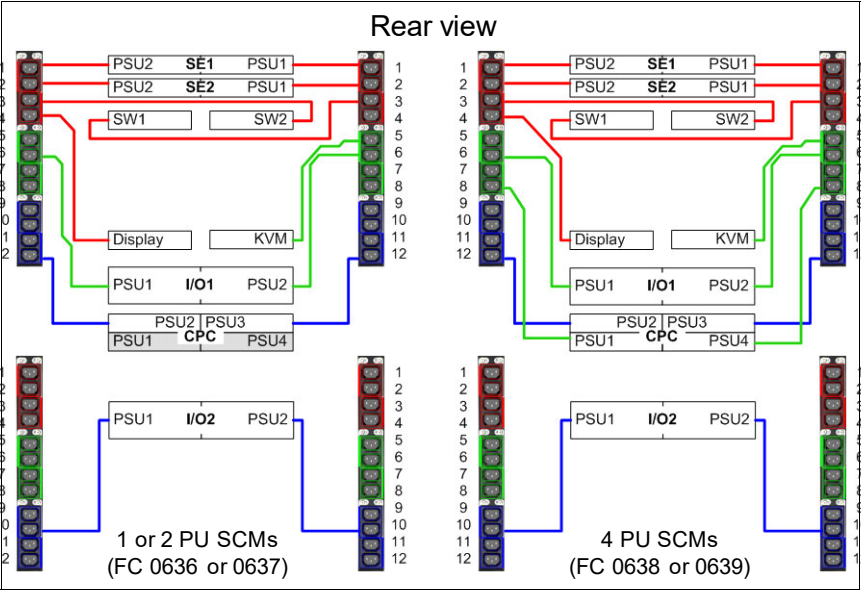 Rear view
PSU2 SE1 PSU1 1
PSU2 SE2 PSU1 2
3
SW1 SW2 4
5
6
7
8
9
10
Display KVM 11
12
PSU1 I/O1 PSU2
PSU2 PSU3
PSU1 CPC PSU4
1
2
3
PSU1 I/O2 PSU2 4
5
6
7
8
9
10
11
12
1 or 2 PU SCMs
(FC 0636 or 0637)
1 PSU2 SE1 PSU1
2 PSU2 SE2 PSU1
3
4 SW1 SW2
5
6
7
8
9
10
11 Display KVM
12
PSU1 I/O1 PSU2
PSU2 PSU3
PSU1 CPC PSU4
1
2
3
4 PSU1 I/O2 PSU2
5
6
7
8
9
10
11
12
4 PU SCMs
(FC 0638 or 0639)